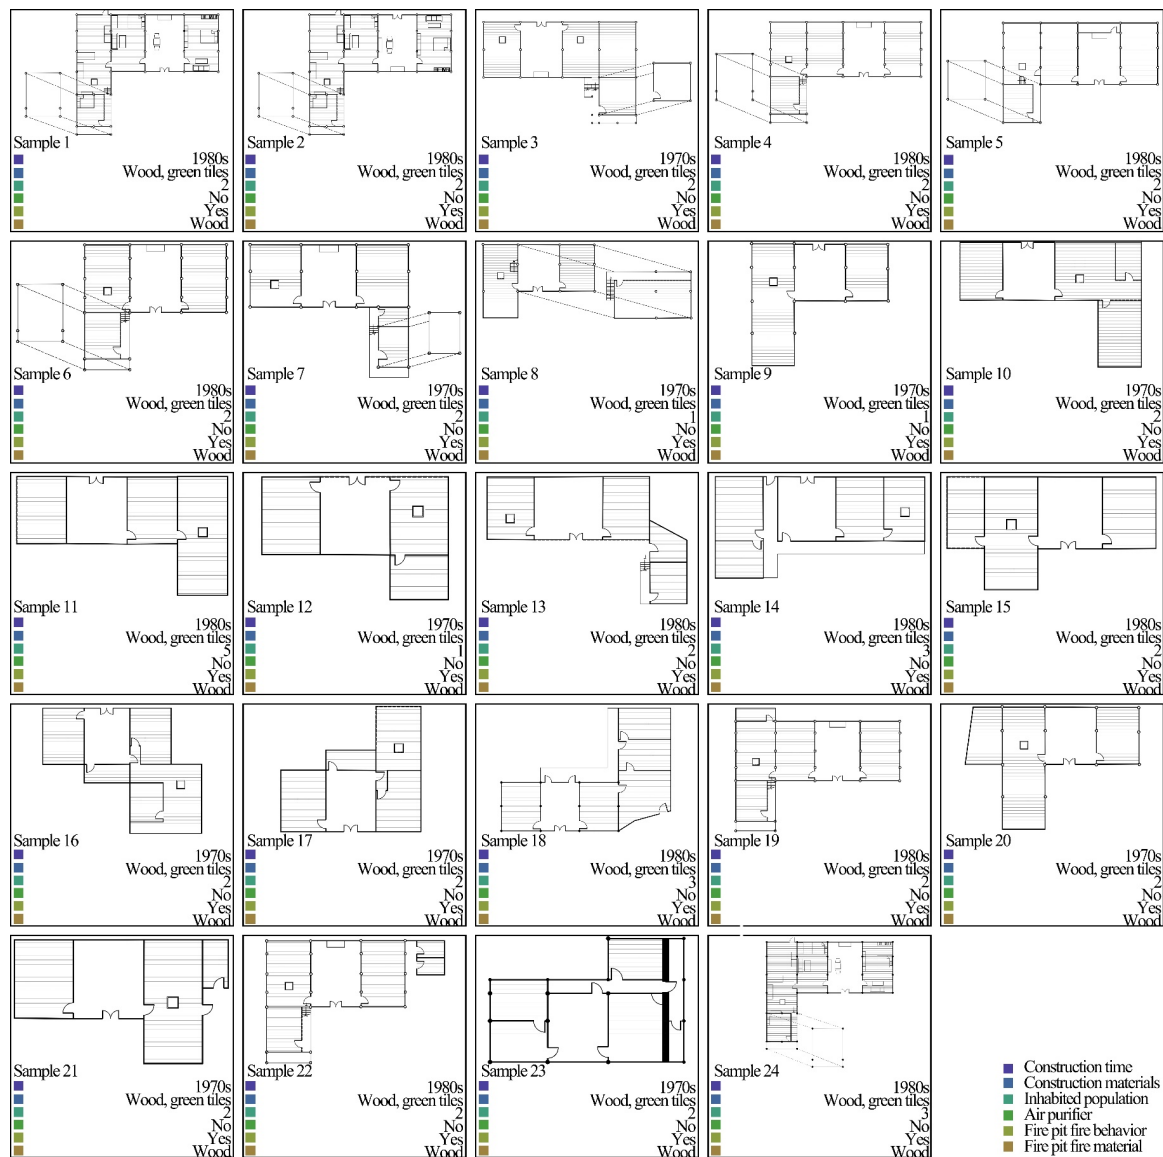 Sample 1
1980s
Wood, green tiles
2
No
Yes
Wood
Sample 2
1980s
Wood, green tiles
2
No
Yes
Wood
Sample 3
1970s
Wood, green tiles
2
No
Yes
Wood
Sample 4
1980s
Wood, green tiles
2
No
Yes
Wood
Sample 5
1980s
Wood, green tiles
2
No
Yes
Wood
Sample 6
1980s
Wood, green tiles
2
No
Yes
Wood
Sample 7
1970s
Wood, green tiles
2
No
Yes
Wood
Sample 8
1970s
Wood, green tiles
1
No
Yes
Wood
Sample 9
1970s
Wood, green tiles
1
No
Yes
Wood
Sample 10
1970s
Wood, green tiles
2
No
Yes
Wood
Sample 11
1980s
Wood, green tiles
5
No
Yes
Wood
Sample 12
1970s
Wood, green tiles
1
No
Yes
Wood
Sample 13
1980s
Wood, green tiles
2
No
Yes
Wood
Sample 14
1980s
Wood, green tiles
3
No
Yes
Wood
Sample 15
1980s
Wood, green tiles
2
No
Yes
Wood
Sample 16
1970s
Wood, green tiles
2
No
Yes
Wood
Sample 17
1970s
Wood, green tiles
2
No
Yes
Wood
Sample 18
1980s
Wood, green tiles
3
No
Yes
Wood
Sample 19
1980s
Wood, green tiles
2
No
Yes
Wood
Sample 20
1970s
Wood, green tiles
2
No
Yes
Wood
Sample 21
1970s
Wood, green tiles
2
No
Yes
Wood
Sample 22
1980s
Wood, green tiles
2
No
Yes
Wood
Sample 23
1970s
Wood, green tiles
2
No
Yes
Wood
Sample 24
1980s
Wood, green tiles
3
No
Yes
Wood
Construction time
Construction materials
Inhabited population
Air purifier
Fire pit fire behavior
Fire pit fire material